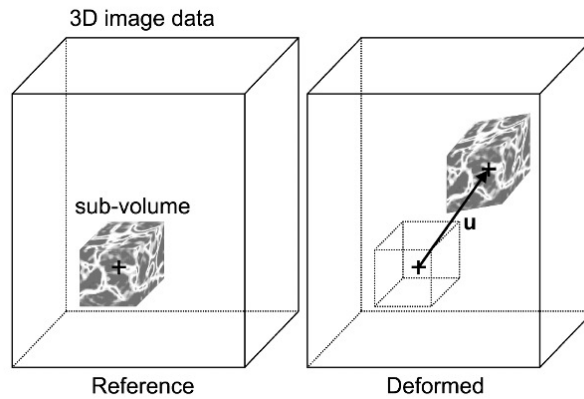 3D image data
sub-volume
u
Reference
Deformed